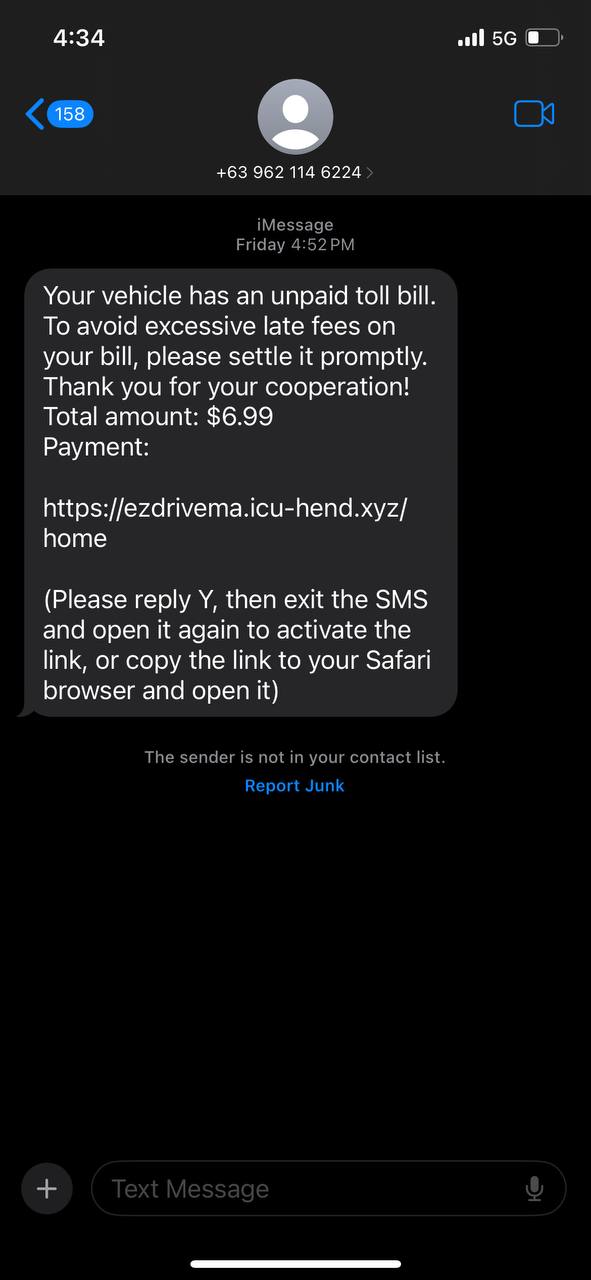 4:34
5G
158
+63 962 114 6224
iMessage
Friday 4:52 PM
Your vehicle has an unpaid toll bill.
To avoid excessive late fees on
your bill, please settle it promptly.
Thank you for your cooperation!
Total amount: $6.99
Payment:
https://ezdrivema.icu-hend.xyz/
home
(Please reply Y, then exit the SMS
and open it again to activate the
link, or copy the link to your Safari
browser and open it)
The sender is not in your contact list.
Report Junk
Text Message